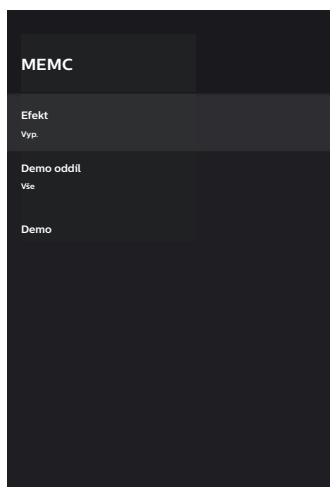 MEMC
Efekt
Vyp.
Demo oddíl
Vše
Demo